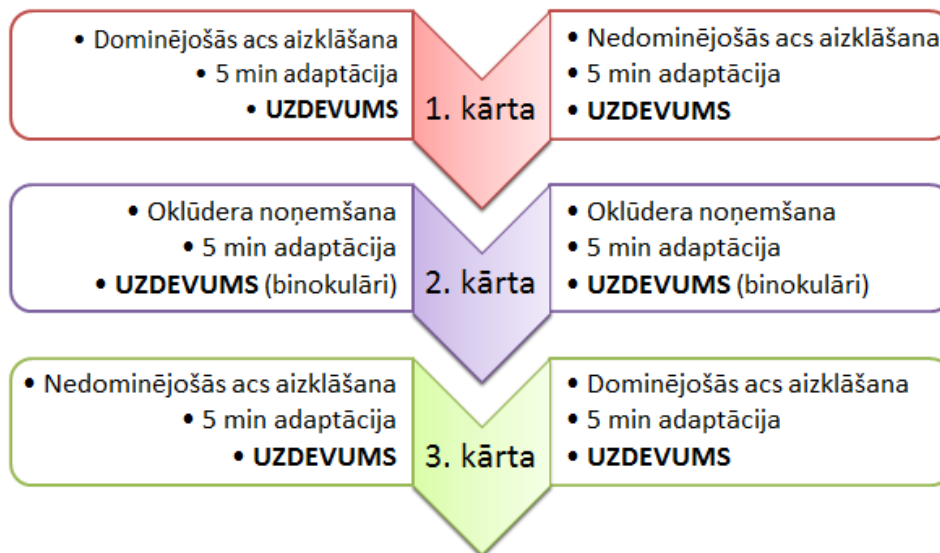 • Dominējošās acs aizklāšana
• 5 min adaptācija
• UZDEVUMS
1. kārta
• Nedominējošās acs aizklāšana
• 5 min adaptācija
• UZDEVUMS
• Oklūdera noņemšana
• 5 min adaptācija
• UZDEVUMS (binokulāri)
2. kārta
• Oklūdera noņemšana
• 5 min adaptācija
• UZDEVUMS (binokulāri)
• Nedominējošās acs aizklāšana
• 5 min adaptācija
• UZDEVUMS
3. kārta
• Dominējošās acs aizklāšana
• 5 min adaptācija
• UZDEVUMS